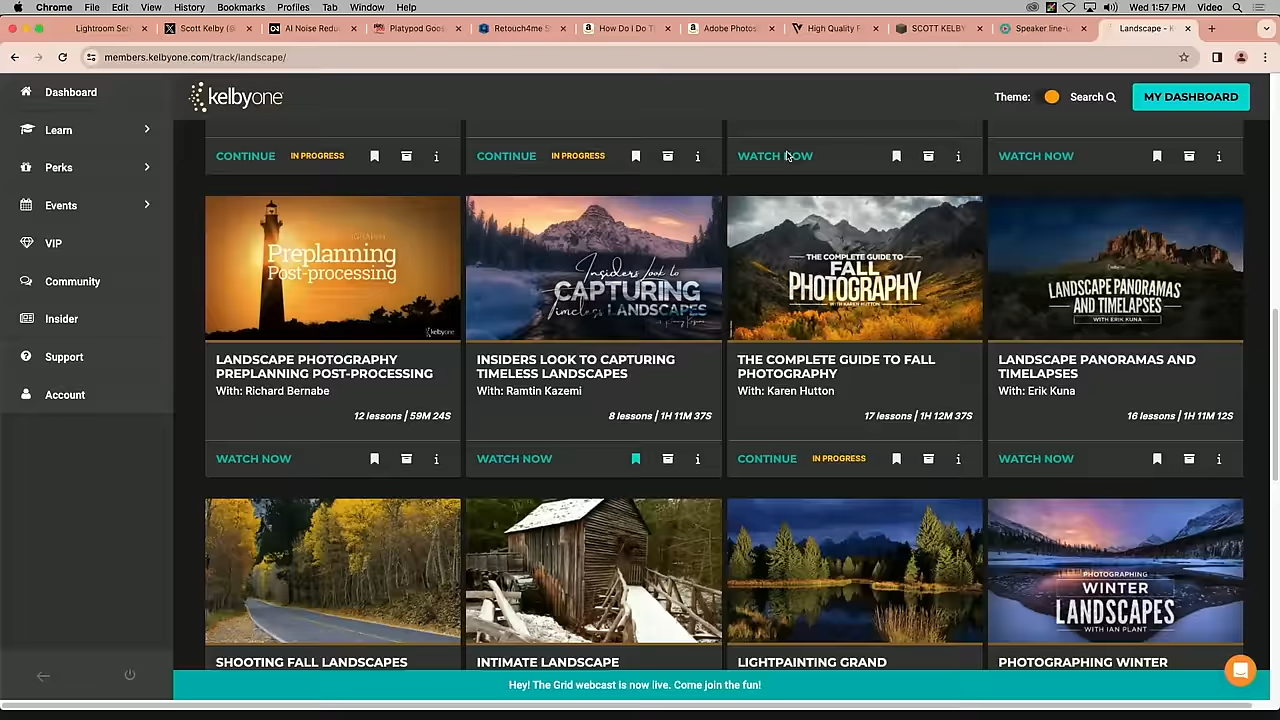 Chrome File Edit View History Bookmarks Profiles Tab Window Help Wed 1:57 PM Video
Lightroom Ser Scott Kelby (@ AI Noise Redu Platypod Goo Retouch4me S How Do I Do T Adobe Photos High Quality F SCOTT KELBY Speaker line-u Landscape - K
members.kelbyone.com/track/landscape/
Dashboard
Learn
Perks
Events
VIP
Community
Insider
Support
Account
kelbyone
Theme: Search MY DASHBOARD
CONTINUE IN PROGRESS
CONTINUE IN PROGRESS
WATCH NOW
WATCH NOW
Preplanning
Post-processing
kelbyone
LANDSCAPE PHOTOGRAPHY
PREPLANNING POST-PROCESSING
With: Richard Bernabe
12 lessons | 59M 24S
WATCH NOW
Insiders look to
CAPTURING
Timeless LANDSCAPES
INSIDERS LOOK TO CAPTURING
TIMELESS LANDSCAPES
With: Ramtin Kazemi
8 lessons | 1H 11M 37S
WATCH NOW
THE COMPLETE GUIDE TO
FALL
PHOTOGRAPHY
WITH KAREN HUTTON
THE COMPLETE GUIDE TO FALL
PHOTOGRAPHY
With: Karen Hutton
17 lessons | 1H 12M 37S
CONTINUE IN PROGRESS
LANDSCAPE PANORAMAS
AND TIMELAPSES
WITH ERIK KUNA
LANDSCAPE PANORAMAS AND
TIMELAPSES
With: Erik Kuna
16 lessons | 1H 11M 12S
WATCH NOW
SHOOTING FALL LANDSCAPES
INTIMATE LANDSCAPE
LIGHTPAINTING GRAND
PHOTOGRAPHING
WINTER
LANDSCAPES
WITH IAN PLANT
PHOTOGRAPHING WINTER
Hey! The Grid webcast is now live. Come join the fun!